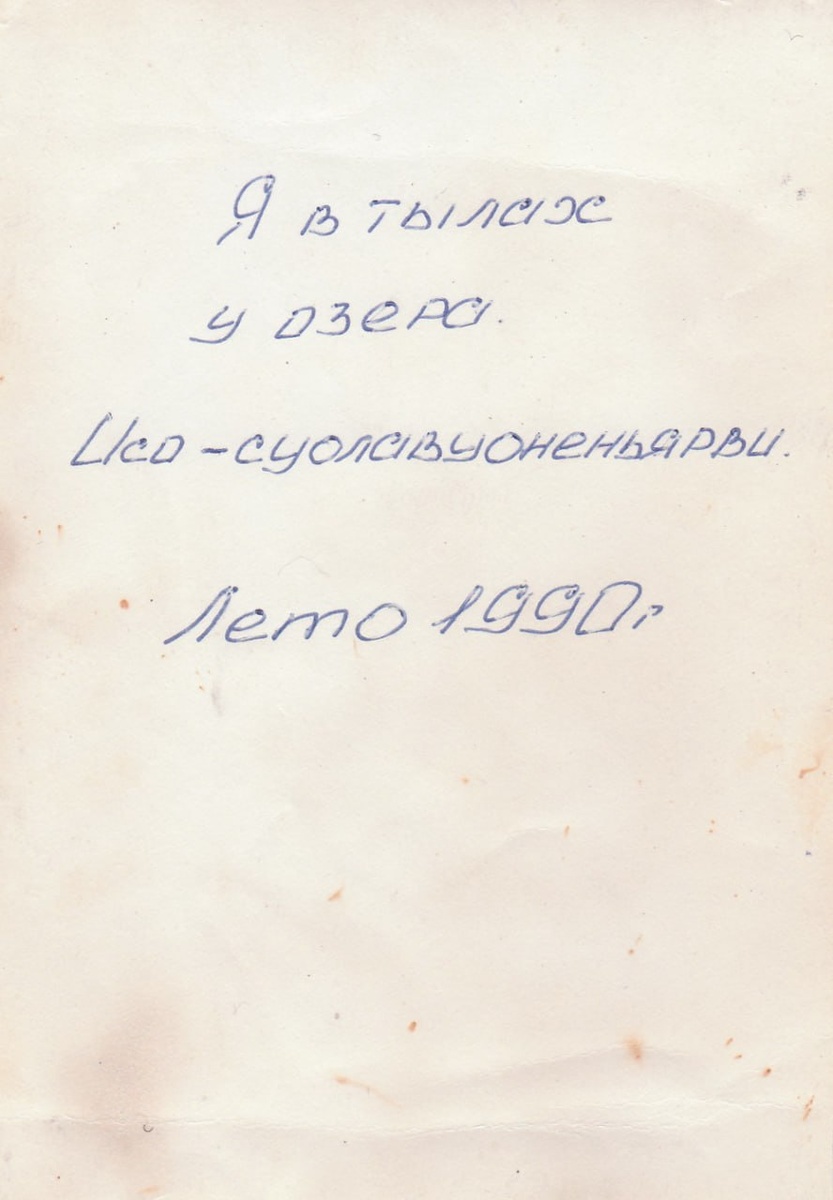 Я в тылах
у озера.
Исо-суолавуоненьярви.
Лето 1990г